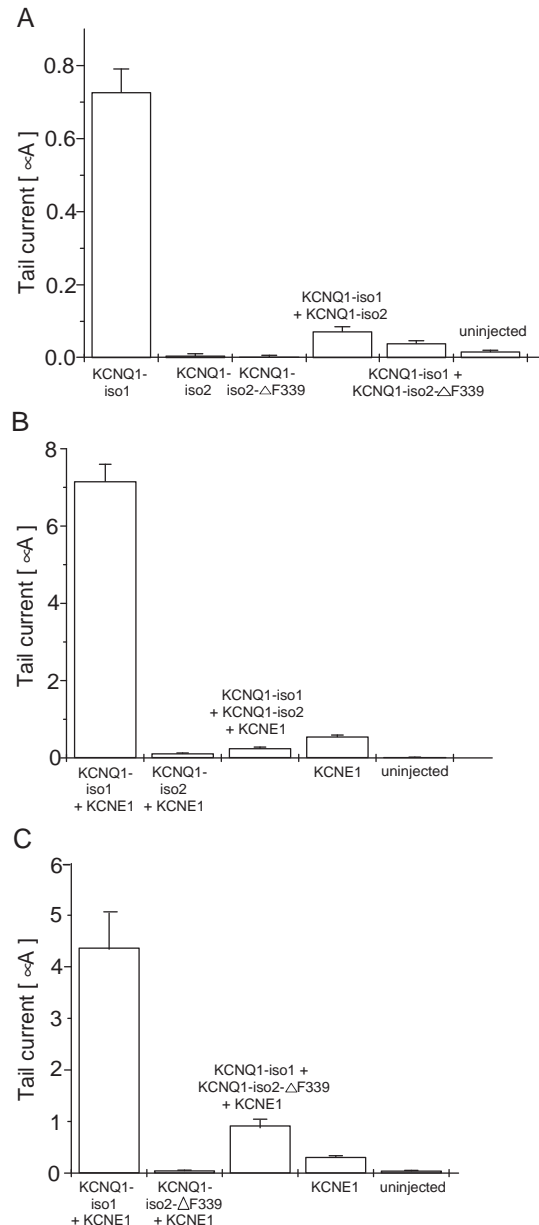 A
Tail current [ ∝A ]
0.8
0.6
0.4
0.2
0.0
KCNQ1-iso1
+ KCNQ1-iso2
uninjected
KCNQ1-
iso1
KCNQ1-
iso2
KCNQ1-
iso2-△F339
KCNQ1-iso1 +
KCNQ1-iso2-△F339
B
Tail current [ ∝A ]
8
6
4
2
0
KCNQ1-iso1
+ KCNQ1-iso2
+ KCNE1
KCNQ1-
iso1
+ KCNE1
KCNQ1-
iso2
+ KCNE1
KCNE1
uninjected
C
Tail current [ ∝A ]
6
5
4
3
2
1
0
KCNQ1-iso1 +
KCNQ1-iso2-△F339
+ KCNE1
KCNQ1-
iso1
+ KCNE1
KCNQ1-
iso2-△F339
+ KCNE1
KCNE1
uninjected